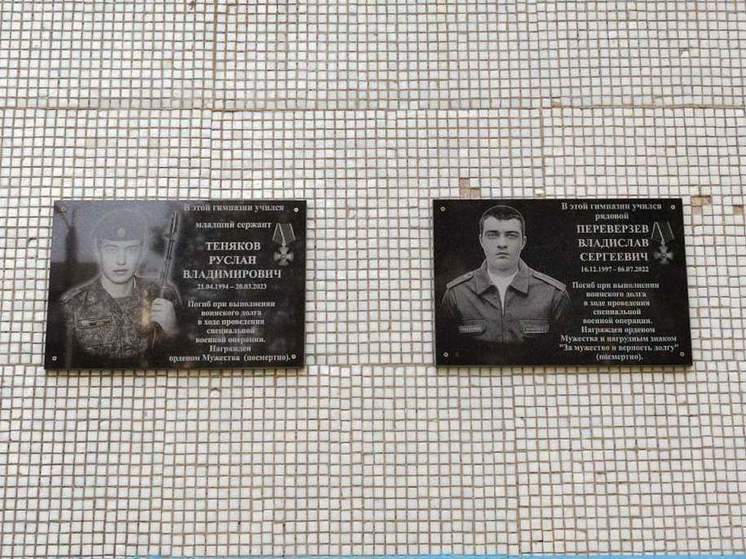 В этой гимназии учился
младший сержант
ТЕНЯКОВ
РУСЛАН
ВЛАДИМИРОВИЧ
21.04.1994 - 20.03.2023
Погиб при выполнении
воинского долга
в ходе проведения
специальной
военной операции.
Награжден
орденом Мужества (посмертно).
В этой гимназии учился
рядовой
ПЕРЕВЕРЗЕВ
ВЛАДИСЛАВ
СЕРГЕЕВИЧ
16.12.1997 - 06.07.2022
Погиб при выполнении
воинского долга
в ходе проведения
специальной
военной операции.
Награжден орденом
Мужества и нагрудным знаком
"За мужество и верность долгу"
(посмертно).